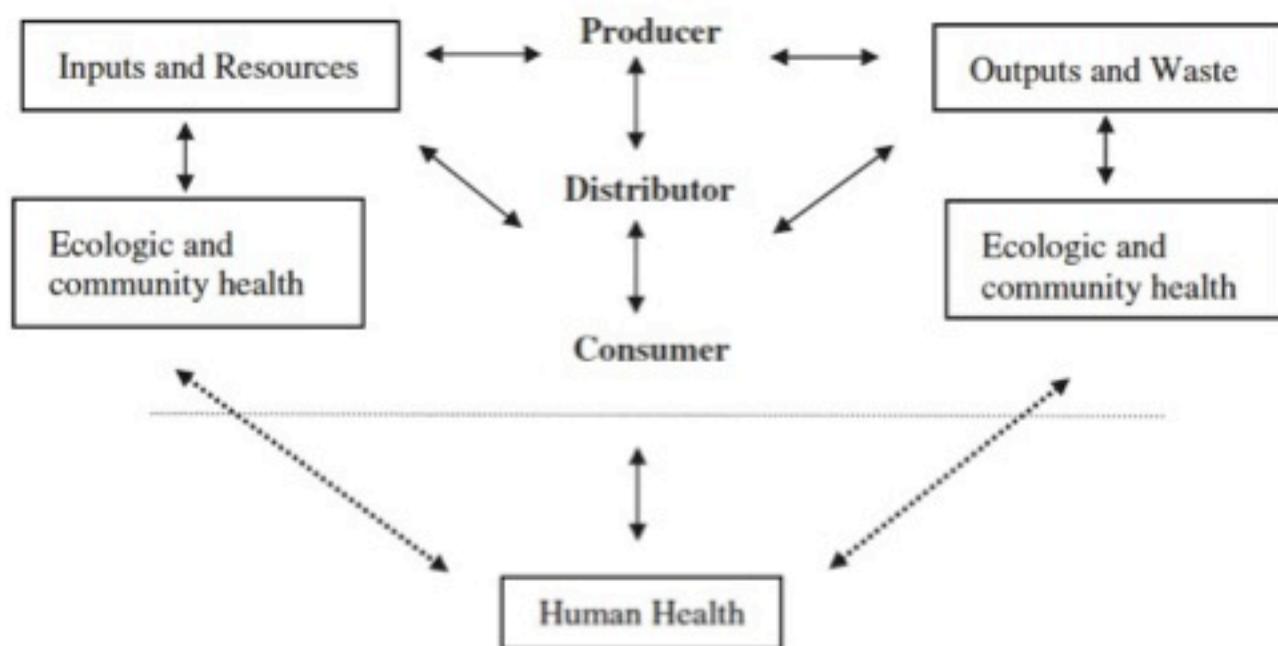 Producer
Inputs and Resources
Outputs and Waste
Distributor
Ecologic and
community health
Ecologic and
community health
Consumer
Human Health